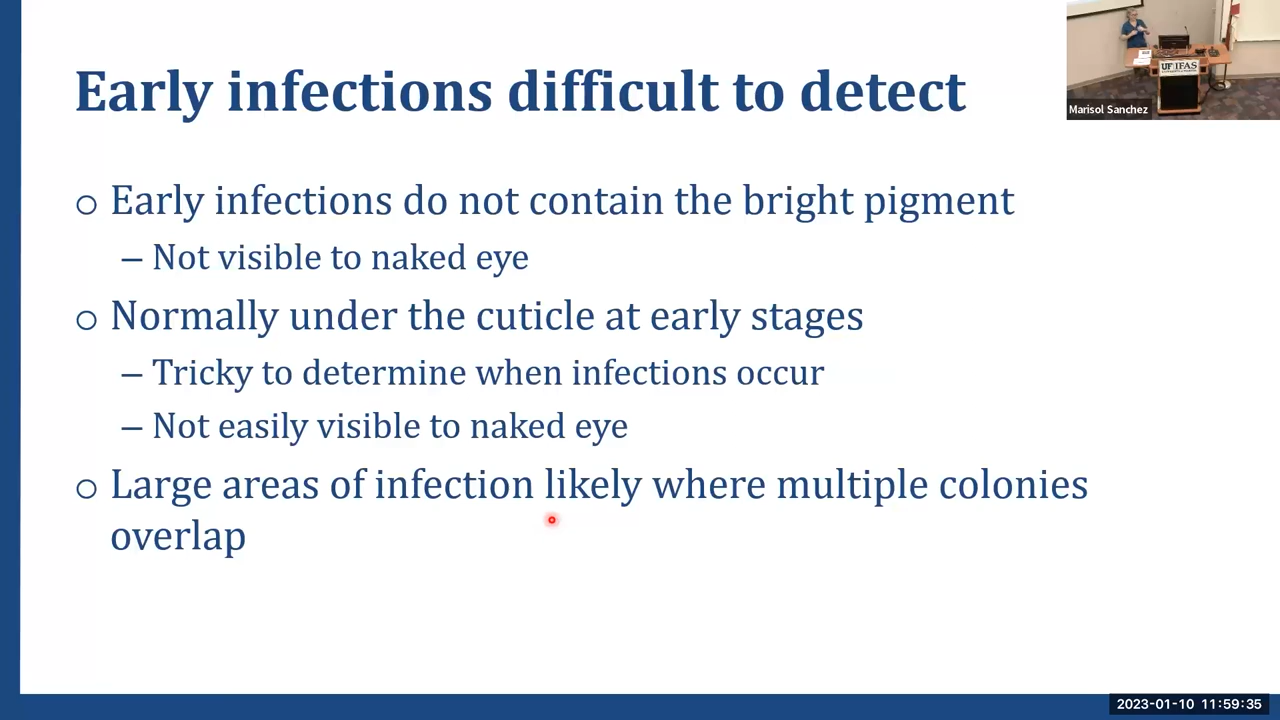 Early infections difficult to detect
Marisol Sanchez
UF IFAS
o Early infections do not contain the bright pigment
– Not visible to naked eye
o Normally under the cuticle at early stages
– Tricky to determine when infections occur
– Not easily visible to naked eye
o Large areas of infection likely where multiple colonies
overlap
2023-01-10 11:59:35